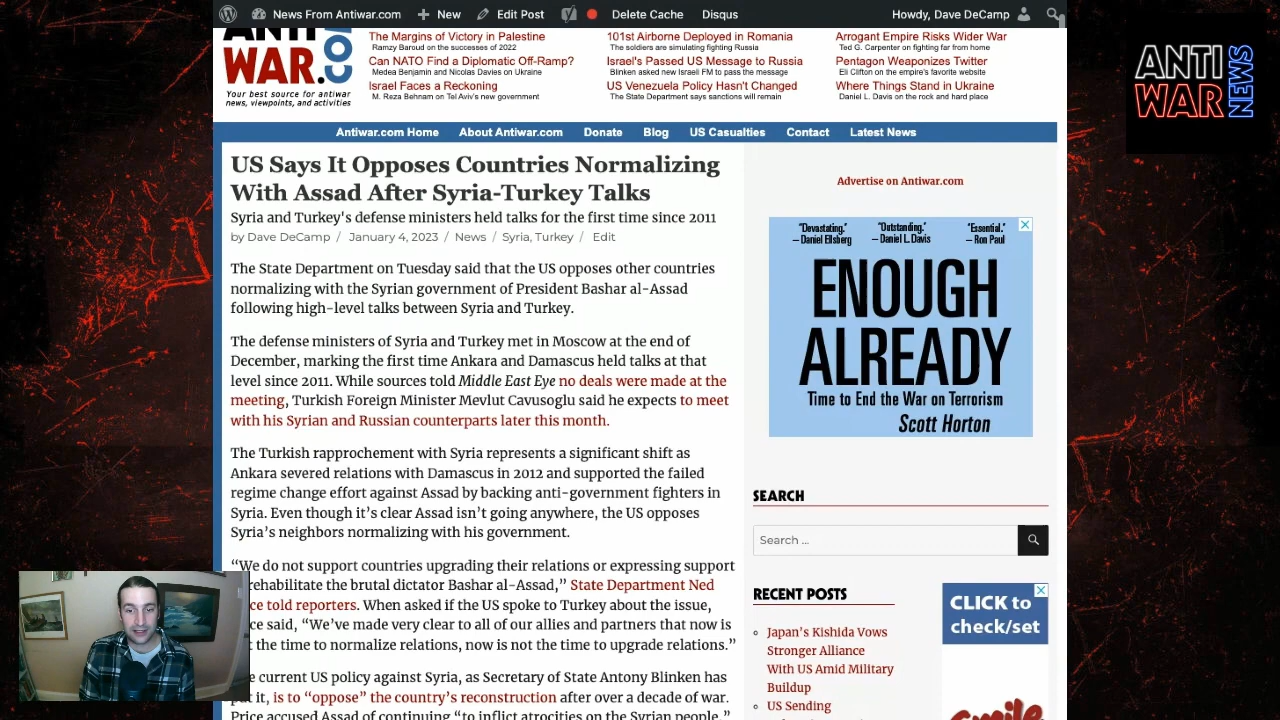 News From Antiwar.com
New
Edit Post
Delete Cache
Disqus
Howdy, Dave DeCamp
ANTI
WAR.COM
Your best source for antiwar
news, viewpoints, and activities
The Margins of Victory in Palestine
Ramzy Baroud on the successes of 2022
Can NATO Find a Diplomatic Off-Ramp?
Medea Benjamin and Nicolas Davies on Ukraine
Israel Faces a Reckoning
M. Reza Behnam on Tel Aviv's new government
101st Airborne Deployed in Romania
The soldiers are simulating fighting Russia
Israel's Passed US Message to Russia
Blinken asked new Israeli FM to pass the message
US Venezuela Policy Hasn't Changed
The State Department says sanctions will remain
Arrogant Empire Risks Wider War
Ted G. Carpenter on fighting far from home
Pentagon Weaponizes Twitter
Eli Clifton on the empire's favorite website
Where Things Stand in Ukraine
Daniel L. Davis on the rock and hard place
ANTI
WAR
NEWS
Antiwar.com Home
About Antiwar.com
Donate
Blog
US Casualties
Contact
Latest News
US Says It Opposes Countries Normalizing
With Assad After Syria-Turkey Talks
Syria and Turkey's defense ministers held talks for the first time since 2011
by Dave DeCamp / January 4, 2023 / News / Syria, Turkey / Edit
The State Department on Tuesday said that the US opposes other countries
normalizing with the Syrian government of President Bashar al-Assad
following high-level talks between Syria and Turkey.
The defense ministers of Syria and Turkey met in Moscow at the end of
December, marking the first time Ankara and Damascus held talks at that
level since 2011. While sources told Middle East Eye no deals were made at the
meeting, Turkish Foreign Minister Mevlut Cavusoglu said he expects to meet
with his Syrian and Russian counterparts later this month.
The Turkish rapprochement with Syria represents a significant shift as
Ankara severed relations with Damascus in 2012 and supported the failed
regime change effort against Assad by backing anti-government fighters in
Syria. Even though it's clear Assad isn't going anywhere, the US opposes
Syria's neighbors normalizing with his government.
“We do not support countries upgrading their relations or expressing support
rehabilitate the brutal dictator Bashar al-Assad,” State Department Ned
ce told reporters. When asked if the US spoke to Turkey about the issue,
ce said, “We've made very clear to all of our allies and partners that now is
t the time to normalize relations, now is not the time to upgrade relations.”
e current US policy against Syria, as Secretary of State Antony Blinken has
t it, is to “oppose” the country's reconstruction after over a decade of war.
Price accused Assad of continuing “to inflict atrocities on the Syrian people,”
Advertise on Antiwar.com
"Devastating."
— Daniel Ellsberg
"Outstanding."
— Daniel L. Davis
"Essential."
— Ron Paul
ENOUGH
ALREADY
Time to End the War on Terrorism
Scott Horton
SEARCH
Search ...
RECENT POSTS
Japan's Kishida Vows
Stronger Alliance
With US Amid Military
Buildup
US Sending
CLICK to
check/set
Smile